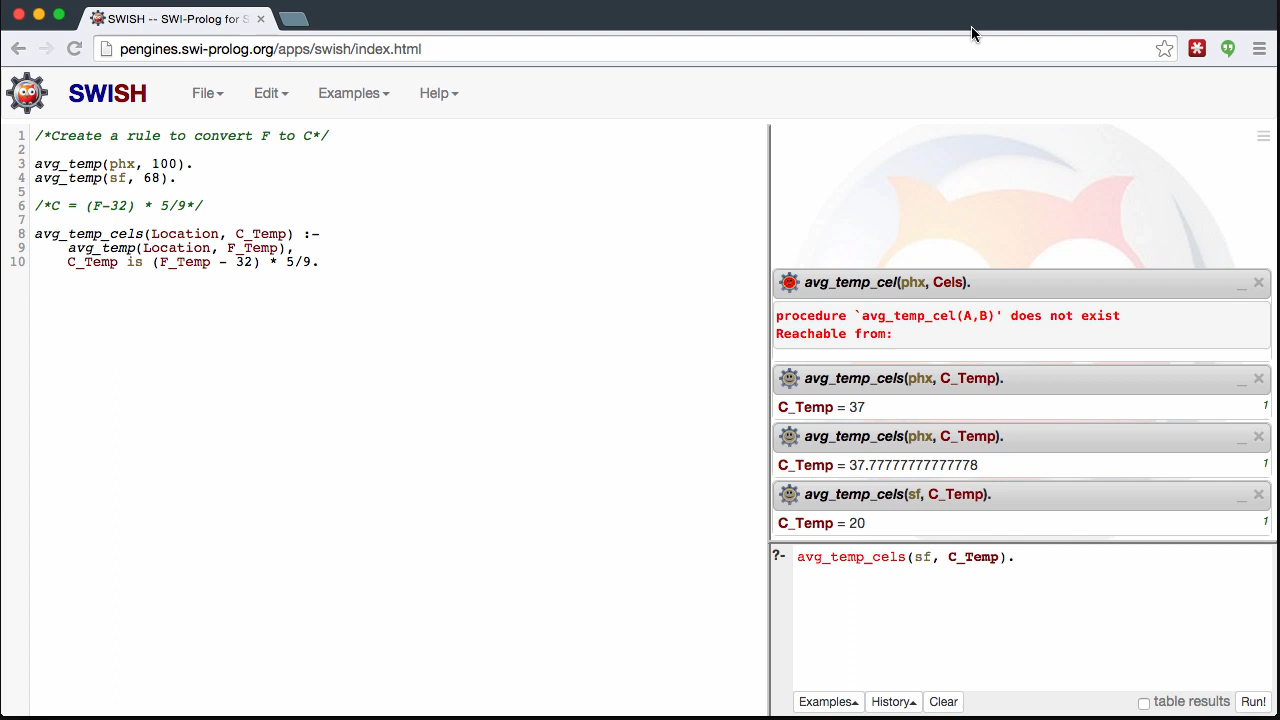 SWISH -- SWI-Prolog for S
pengines.swi-prolog.org/apps/swish/index.html
SWISH File Edit Examples Help
1 /*Create a rule to convert F to C*/
2
3 avg_temp(phx, 100).
4 avg_temp(sf, 68).
5
6 /*C = (F-32) * 5/9*/
7
8 avg_temp_cels(Location, C_Temp) :-
9 avg_temp(Location, F_Temp),
10 C_Temp is (F_Temp - 32) * 5/9.
avg_temp_cel(phx, Cels).
procedure `avg_temp_cel(A,B)' does not exist
Reachable from:
avg_temp_cels(phx, C_Temp).
C_Temp = 37 1
avg_temp_cels(phx, C_Temp).
C_Temp = 37.77777777777778 1
avg_temp_cels(sf, C_Temp).
C_Temp = 20 1
?- avg_temp_cels(sf, C_Temp).
Examples History Clear table results Run!